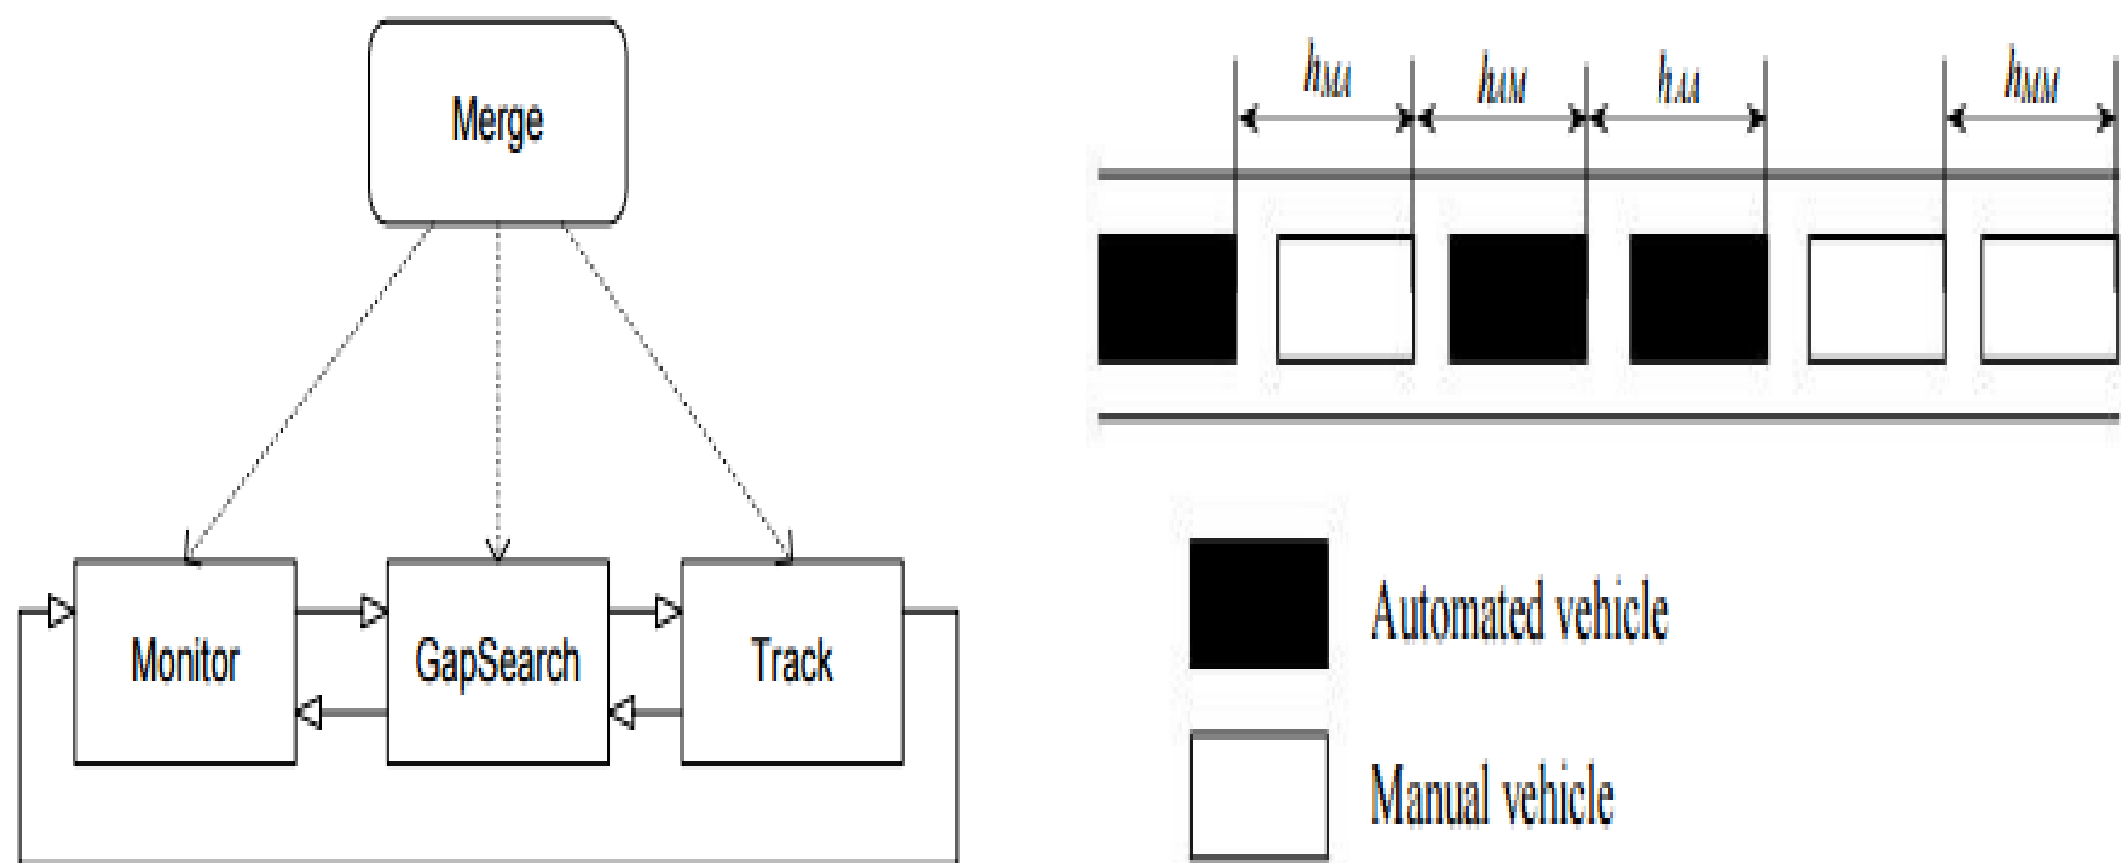 Merge
Monitor
GapSearch
Track
hMA
hAM
hAA
hMM
Automated vehicle
Manual vehicle